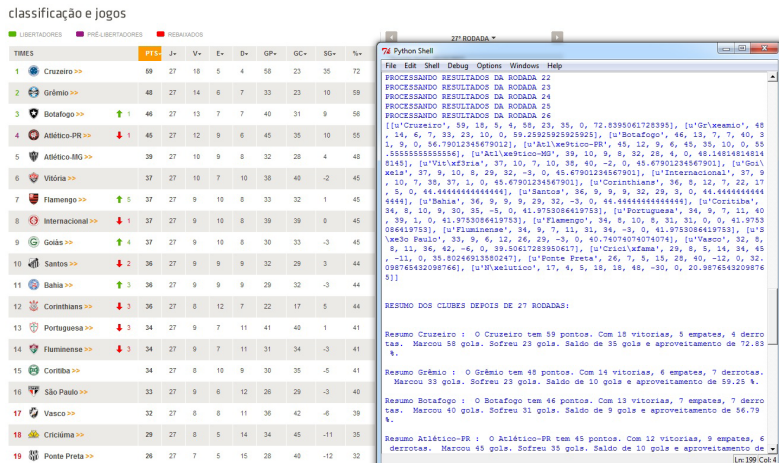 classificação e jogos
LIBERTADORES PRÉ-LIBERTADORES REBAIXADOS
27ª RODADA
TIMES PTS J V E D GP GC SG %
1 Cruzeiro >> 59 27 18 5 4 58 23 35 72
2 Grêmio >> 48 27 14 6 7 33 23 10 59
3 Botafogo >> 1 46 27 13 7 7 40 31 9 56
4 Atlético-PR >> 1 45 27 12 9 6 45 35 10 55
5 Atlético-MG >> 39 27 10 9 8 32 28 4 48
6 Vitória >> 37 27 10 7 10 38 40 -2 45
7 Flamengo >> 5 37 27 9 10 8 33 32 1 45
8 Internacional >> 1 37 27 9 10 8 39 39 0 45
9 Goiás >> 4 37 27 9 10 8 30 33 -3 45
10 Santos >> 2 36 27 9 9 9 32 29 3 44
11 Bahia >> 3 36 27 9 9 9 29 32 -3 44
12 Corinthians >> 3 36 27 8 12 7 22 17 5 44
13 Portuguesa >> 3 34 27 9 7 11 41 40 1 41
14 Fluminense >> 3 34 27 9 7 11 31 34 -3 41
15 Coritiba >> 34 27 8 10 9 30 35 -5 41
16 São Paulo >> 33 27 9 6 12 26 29 -3 40
17 Vasco >> 32 27 8 8 11 36 42 -6 39
18 Criciúma >> 29 27 8 5 14 34 45 -11 35
19 Ponte Preta >> 26 27 7 5 15 28 40 -12 32
Python Shell
File Edit Shell Debug Options Windows Help
PROCESSANDO RESULTADOS DA RODADA 22
PROCESSANDO RESULTADOS DA RODADA 23
PROCESSANDO RESULTADOS DA RODADA 24
PROCESSANDO RESULTADOS DA RODADA 25
PROCESSANDO RESULTADOS DA RODADA 26
[[u'Cruzeiro', 59, 18, 5, 4, 58, 23, 35, 0, 72.8395061728395], [u'Gr\xeamio', 48
, 14, 6, 7, 33, 23, 10, 0, 59.25925925925925], [u'Botafogo', 46, 13, 7, 7, 40, 3
1, 9, 0, 56.79012345679012], [u'Atl\xe9tico-PR', 45, 12, 9, 6, 45, 35, 10, 0, 55
.55555555555556], [u'Atl\xe9tico-MG', 39, 10, 9, 8, 32, 28, 4, 0, 48.14814814814
8145], [u'Vit\xf3ria', 37, 10, 7, 10, 38, 40, -2, 0, 45.67901234567901], [u'Goi\
xe1s', 37, 9, 10, 8, 29, 32, -3, 0, 45.67901234567901], [u'Internacional', 37, 9
, 10, 7, 38, 37, 1, 0, 45.67901234567901], [u'Corinthians', 36, 8, 12, 7, 22, 17
, 5, 0, 44.44444444444444], [u'Santos', 36, 9, 9, 9, 32, 29, 3, 0, 44.4444444444
4444], [u'Bahia', 36, 9, 9, 9, 29, 32, -3, 0, 44.44444444444444], [u'Coritiba',
34, 8, 10, 9, 30, 35, -5, 0, 41.9753086419753], [u'Portuguesa', 34, 9, 7, 11, 40
, 39, 1, 0, 41.9753086419753], [u'Flamengo', 34, 8, 10, 8, 31, 31, 0, 0, 41.9753
086419753], [u'Fluminense', 34, 9, 7, 11, 31, 34, -3, 0, 41.9753086419753], [u'S
\xe3o Paulo', 33, 9, 6, 12, 26, 29, -3, 0, 40.74074074074074], [u'Vasco', 32, 8,
8, 11, 36, 42, -6, 0, 39.50617283950617], [u'Crici\xfama', 29, 8, 5, 14, 34, 45
, -11, 0, 35.80246913580247], [u'Ponte Preta', 26, 7, 5, 15, 28, 40, -12, 0, 32.
098765432098766], [u'N\xe1utico', 17, 4, 5, 18, 18, 48, -30, 0, 20.9876543209876
5]]
RESUMO DOS CLUBES DEPOIS DE 27 RODADAS:
Resumo Cruzeiro : O Cruzeiro tem 59 pontos. Com 18 vitorias, 5 empates, 4 derro
tas. Marcou 58 gols. Sofreu 23 gols. Saldo de 35 gols e aproveitamento de 72.83
%.
Resumo Grêmio : O Grêmio tem 48 pontos. Com 14 vitorias, 6 empates, 7 derrotas.
Marcou 33 gols. Sofreu 23 gols. Saldo de 10 gols e aproveitamento de 59.25 %.
Resumo Botafogo : O Botafogo tem 46 pontos. Com 13 vitorias, 7 empates, 7 derro
tas. Marcou 40 gols. Sofreu 31 gols. Saldo de 9 gols e aproveitamento de 56.79
%.
Resumo Atlético-PR : O Atlético-PR tem 45 pontos. Com 12 vitorias, 9 empates, 6
derrotas. Marcou 45 gols. Sofreu 35 gols. Saldo de 10 gols e aproveitamento de
Ln: 199 Col: 4